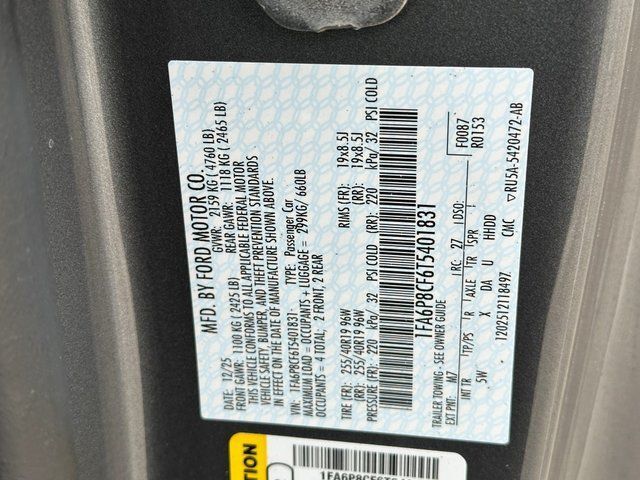 MFD. BY FORD MOTOR CO.
DATE: 12/25 GVWR: 2159 KG ( 4760 LB)
FRONT GAWR: 1100 KG ( 2425 LB) REAR GAWR: 1118 KG ( 2465 LB)
THIS VEHICLE CONFORMS TO ALL APPLICABLE FEDERAL MOTOR
VEHICLE SAFETY, BUMPER, AND THEFT PREVENTION STANDARDS
IN EFFECT ON THE DATE OF MANUFACTURE SHOWN ABOVE.
VIN: 1FA6P8CF6T5401831 TYPE: Passenger Car
MAXIMUM LOAD = OCCUPANTS + LUGGAGE = 299KG/ 660LB
OCCUPANTS = 4 TOTAL, 2 FRONT, 2 REAR
TIRE (FR): 255/40R19 96W RIMS (FR): 19x8.5J
(RR): 255/40R19 96W (RR): 19x8.5J
PRESSURE (FR): 220 kPa/ 32 PSI COLD (RR): 220 kPa/ 32 PSI COLD
1FA6P8CF6T5401831
TRAILER TOWING - SEE OWNER GUIDE F0087
EXT PNT: M7 RC: 27 DSO: R0153
INT TR TP/PS R AXLE TR SPR
5W X DA U HHDD
1202512118497 CMC ▽RU5A-5420472-AB
TION